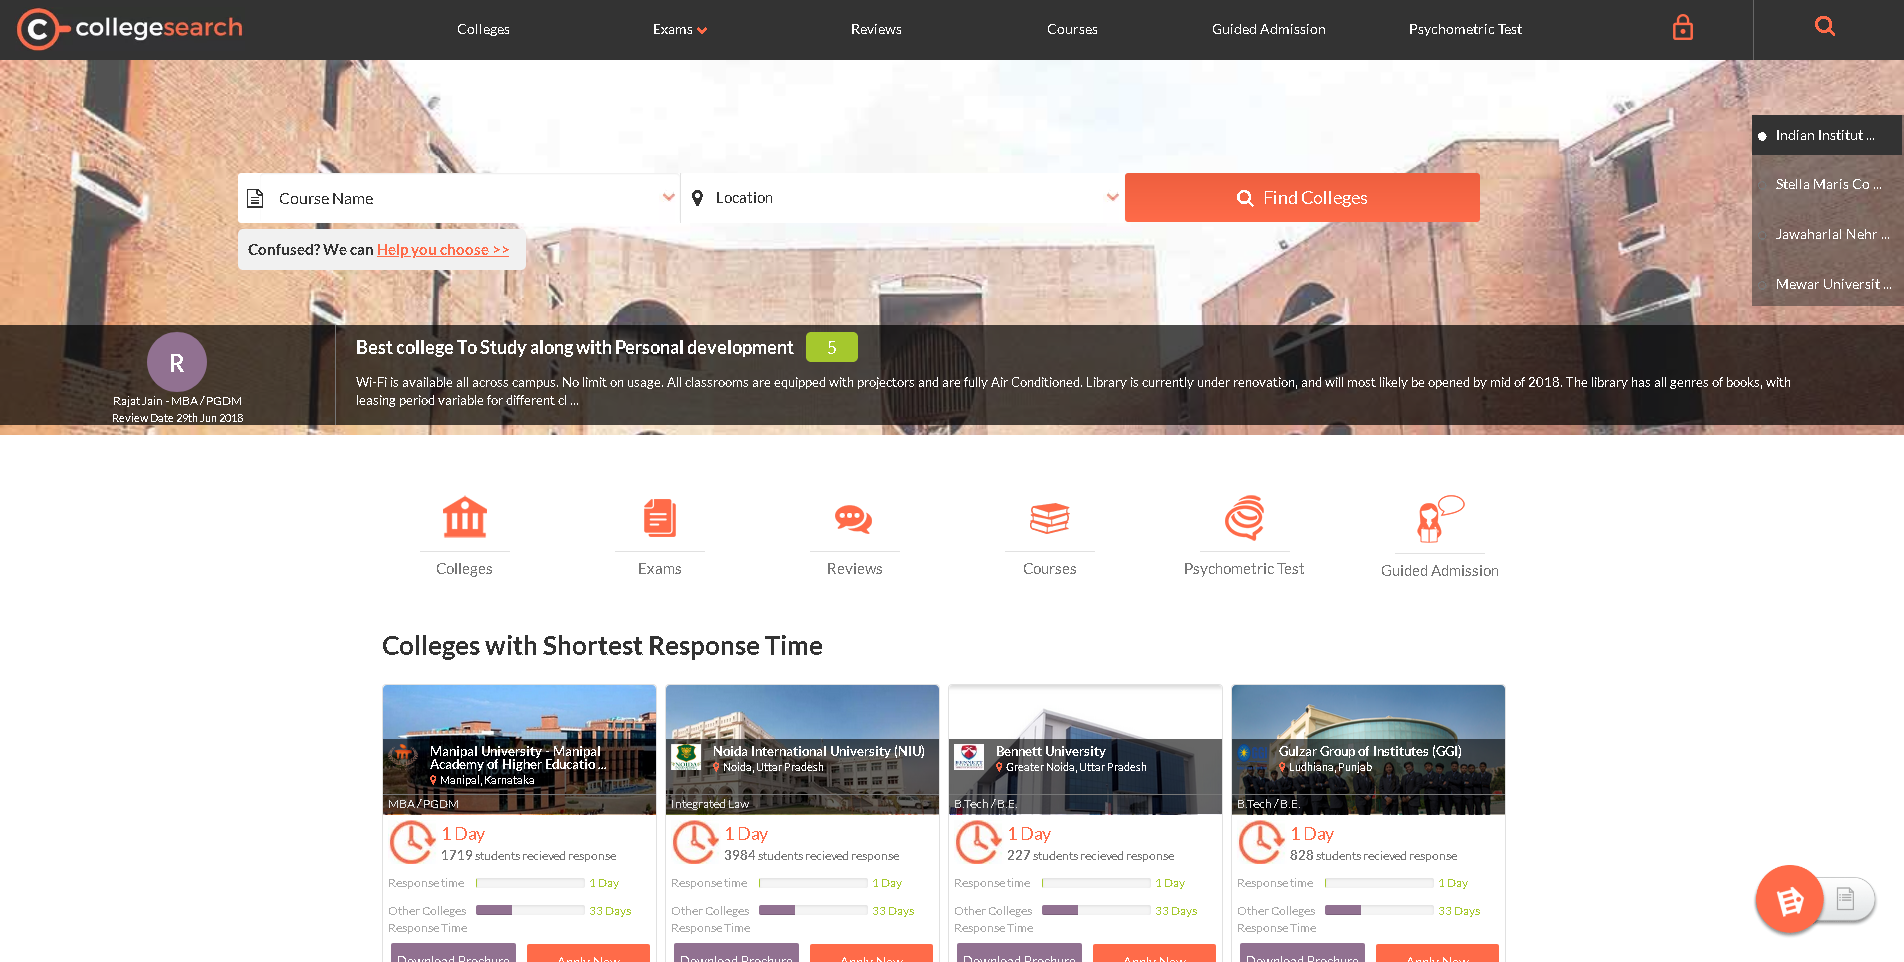 collegesearch
Colleges
Exams
Reviews
Courses
Guided Admission
Psychometric Test
Indian Institut ...
Stella Maris Co ...
Jawaharlal Nehr ...
Mewar Universit ...
Course Name
Location
Find Colleges
Confused? We can Help you choose >>
R
Rajat Jain - MBA / PGDM
Review Date 29th Jun 2018
Best college To Study along with Personal development 5
Wi-Fi is available all across campus. No limit on usage. All classrooms are equipped with projectors and are fully Air Conditioned. Library is currently under renovation, and will most likely be opened by mid of 2018. The library has all genres of books, with
leasing period variable for different cl ...
Colleges
Exams
Reviews
Courses
Psychometric Test
Guided Admission
Colleges with Shortest Response Time
Manipal University - Manipal
Academy of Higher Educatio ...
Manipal, Karnataka
MBA / PGDM
1 Day
1719 students recieved response
Response time 1 Day
Other Colleges 33 Days
Response Time
Download Brochure
Apply Now
Noida International University (NIU)
Noida, Uttar Pradesh
Integrated Law
1 Day
3984 students recieved response
Response time 1 Day
Other Colleges 33 Days
Response Time
Download Brochure
Apply Now
Bennett University
Greater Noida, Uttar Pradesh
B.Tech / B.E.
1 Day
227 students recieved response
Response time 1 Day
Other Colleges 33 Days
Response Time
Download Brochure
Apply Now
Gulzar Group of Institutes (GGI)
Ludhiana, Punjab
B.Tech / B.E.
1 Day
828 students recieved response
Response time 1 Day
Other Colleges 33 Days
Response Time
Download Brochure
Apply Now